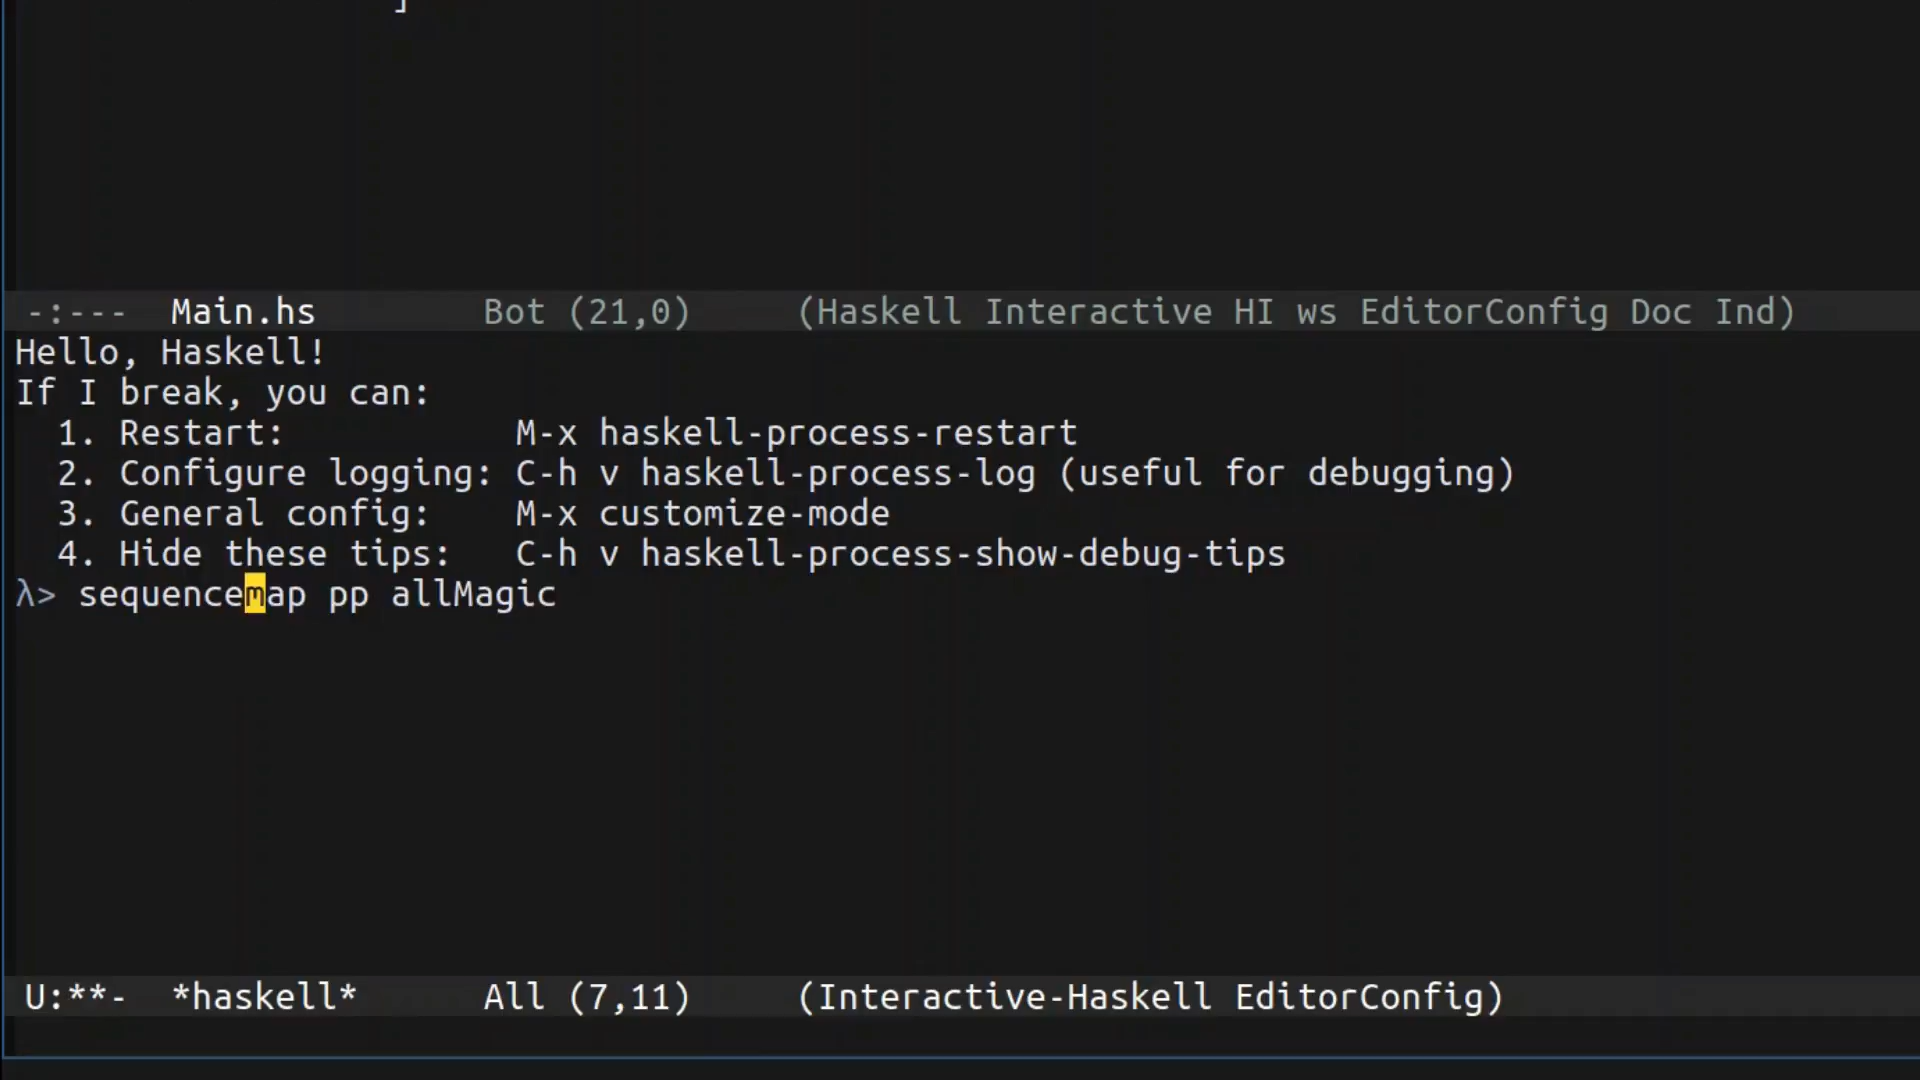 ]
-:--- Main.hs Bot (21,0) (Haskell Interactive HI ws EditorConfig Doc Ind)
Hello, Haskell!
If I break, you can:
1. Restart: M-x haskell-process-restart
2. Configure logging: C-h v haskell-process-log (useful for debugging)
3. General config: M-x customize-mode
4. Hide these tips: C-h v haskell-process-show-debug-tips
λ> sequencemap pp allMagic
U:**- *haskell* All (7,11) (Interactive-Haskell EditorConfig)